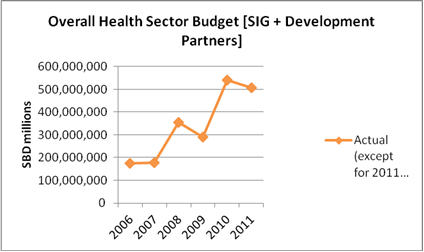 Overall Health Sector Budget [SIG + Development
Partners]
SBD millions
600,000,000
500,000,000
400,000,000
300,000,000
200,000,000
100,000,000
0
2006
2007
2008
2009
2010
2011
Actual
(except
for 2011...